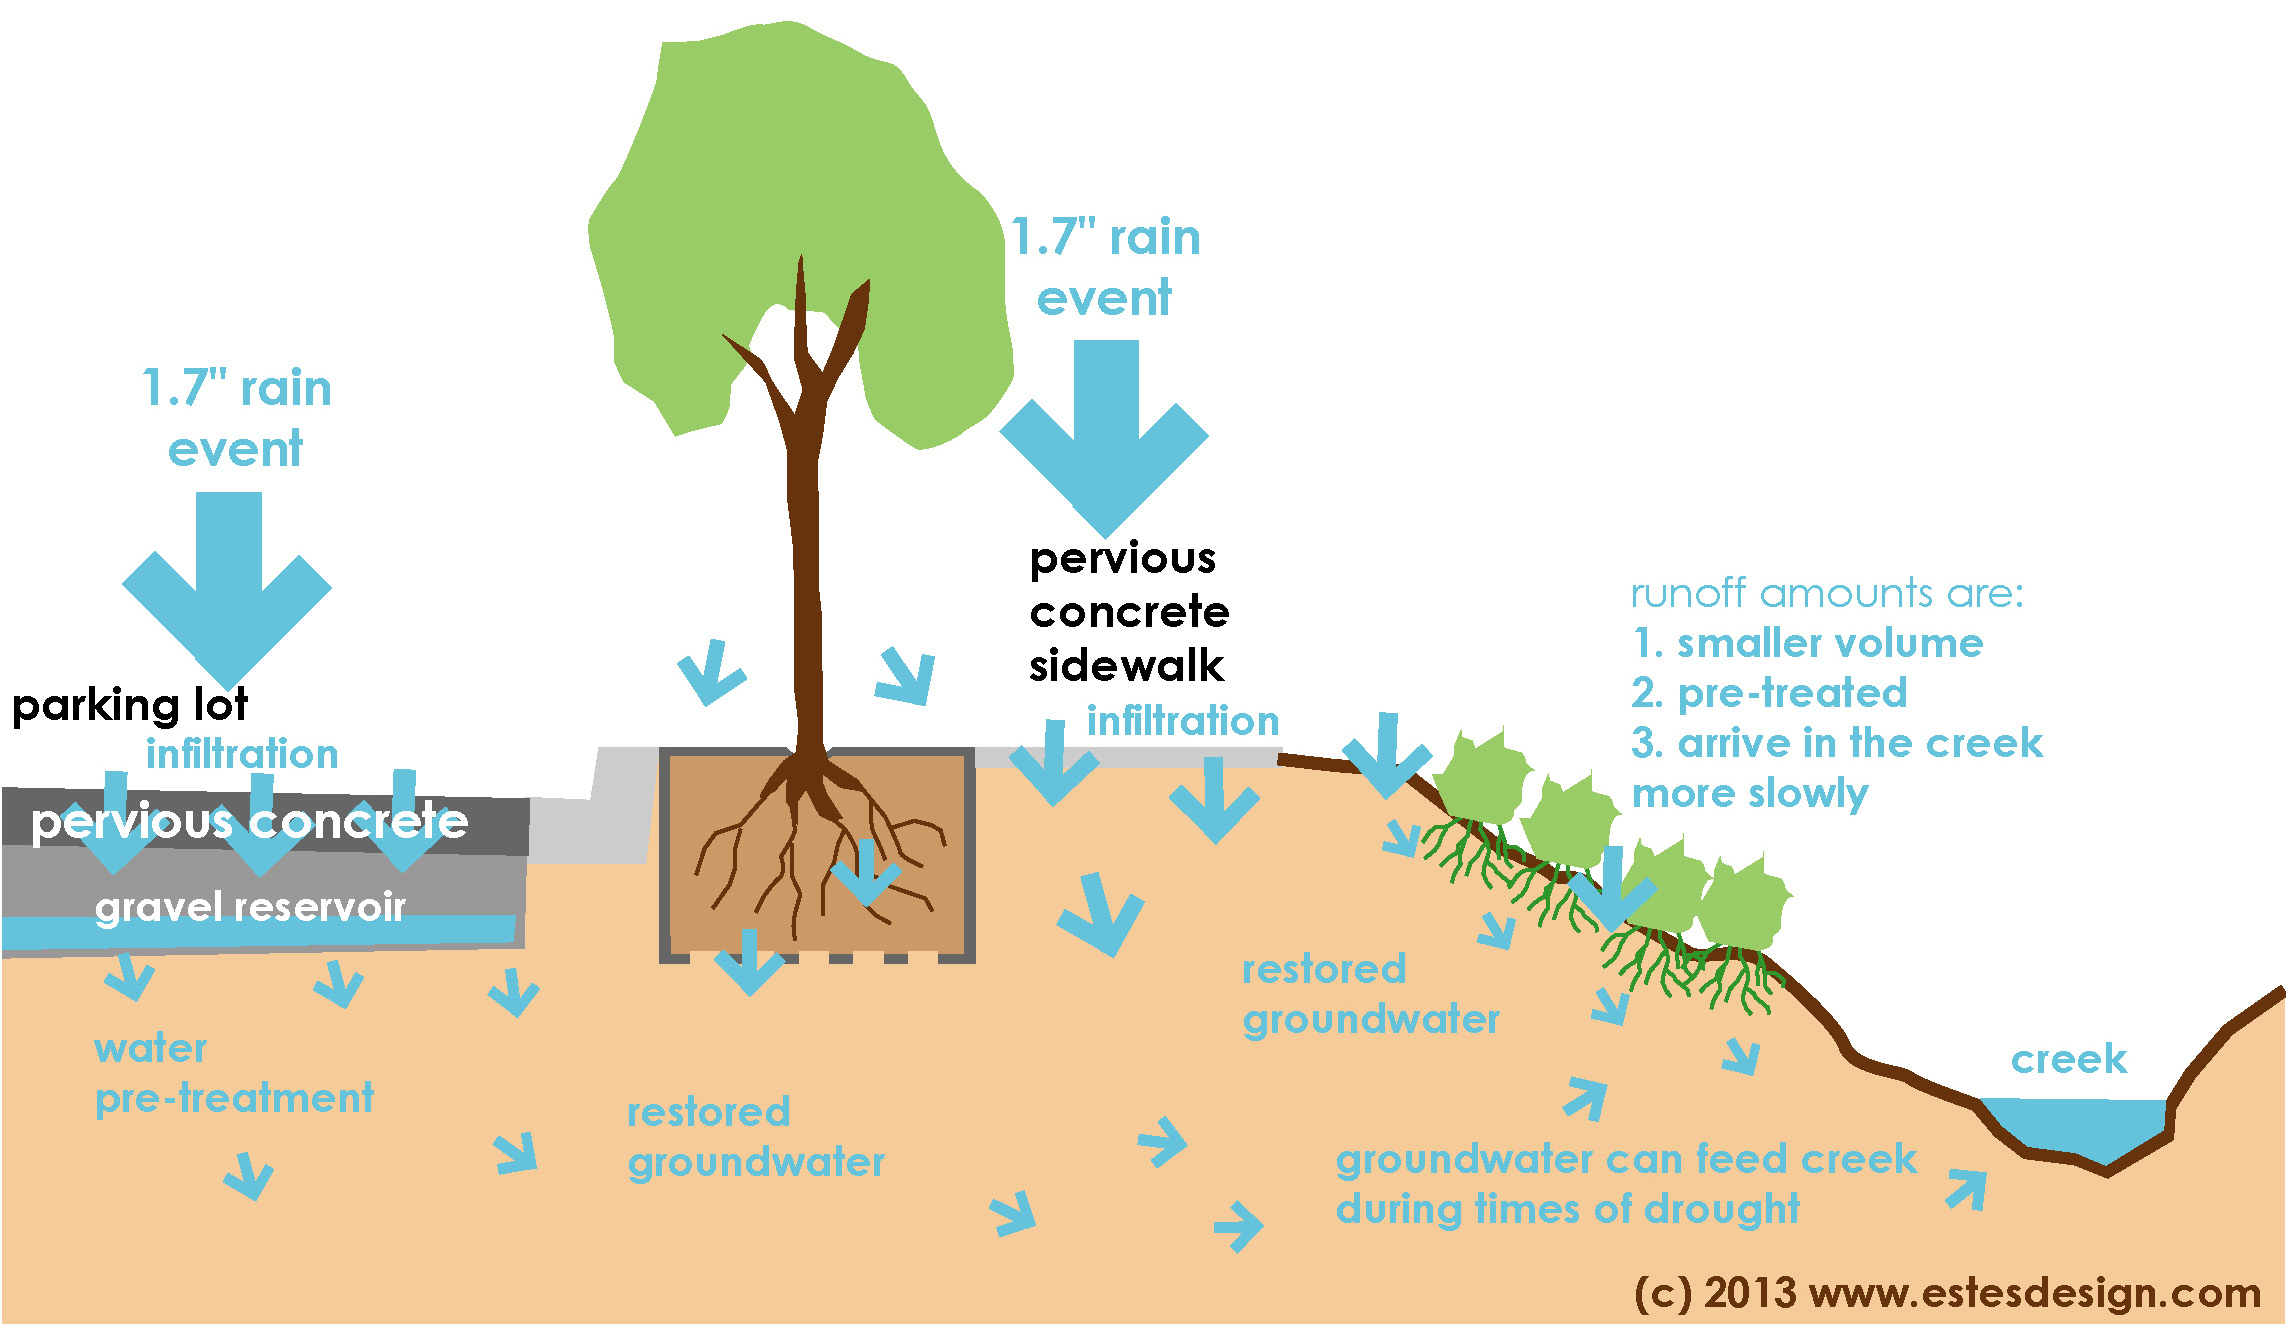 1.7" rain
event
1.7" rain
event
pervious
concrete
sidewalk
infiltration
parking lot
infiltration
pervious concrete
gravel reservoir
runoff amounts are:
1. smaller volume
2. pre-treated
3. arrive in the creek
more slowly
water
pre-treatment
restored
groundwater
restored
groundwater
creek
groundwater can feed creek
during times of drought
(c) 2013 www.estesdesign.com